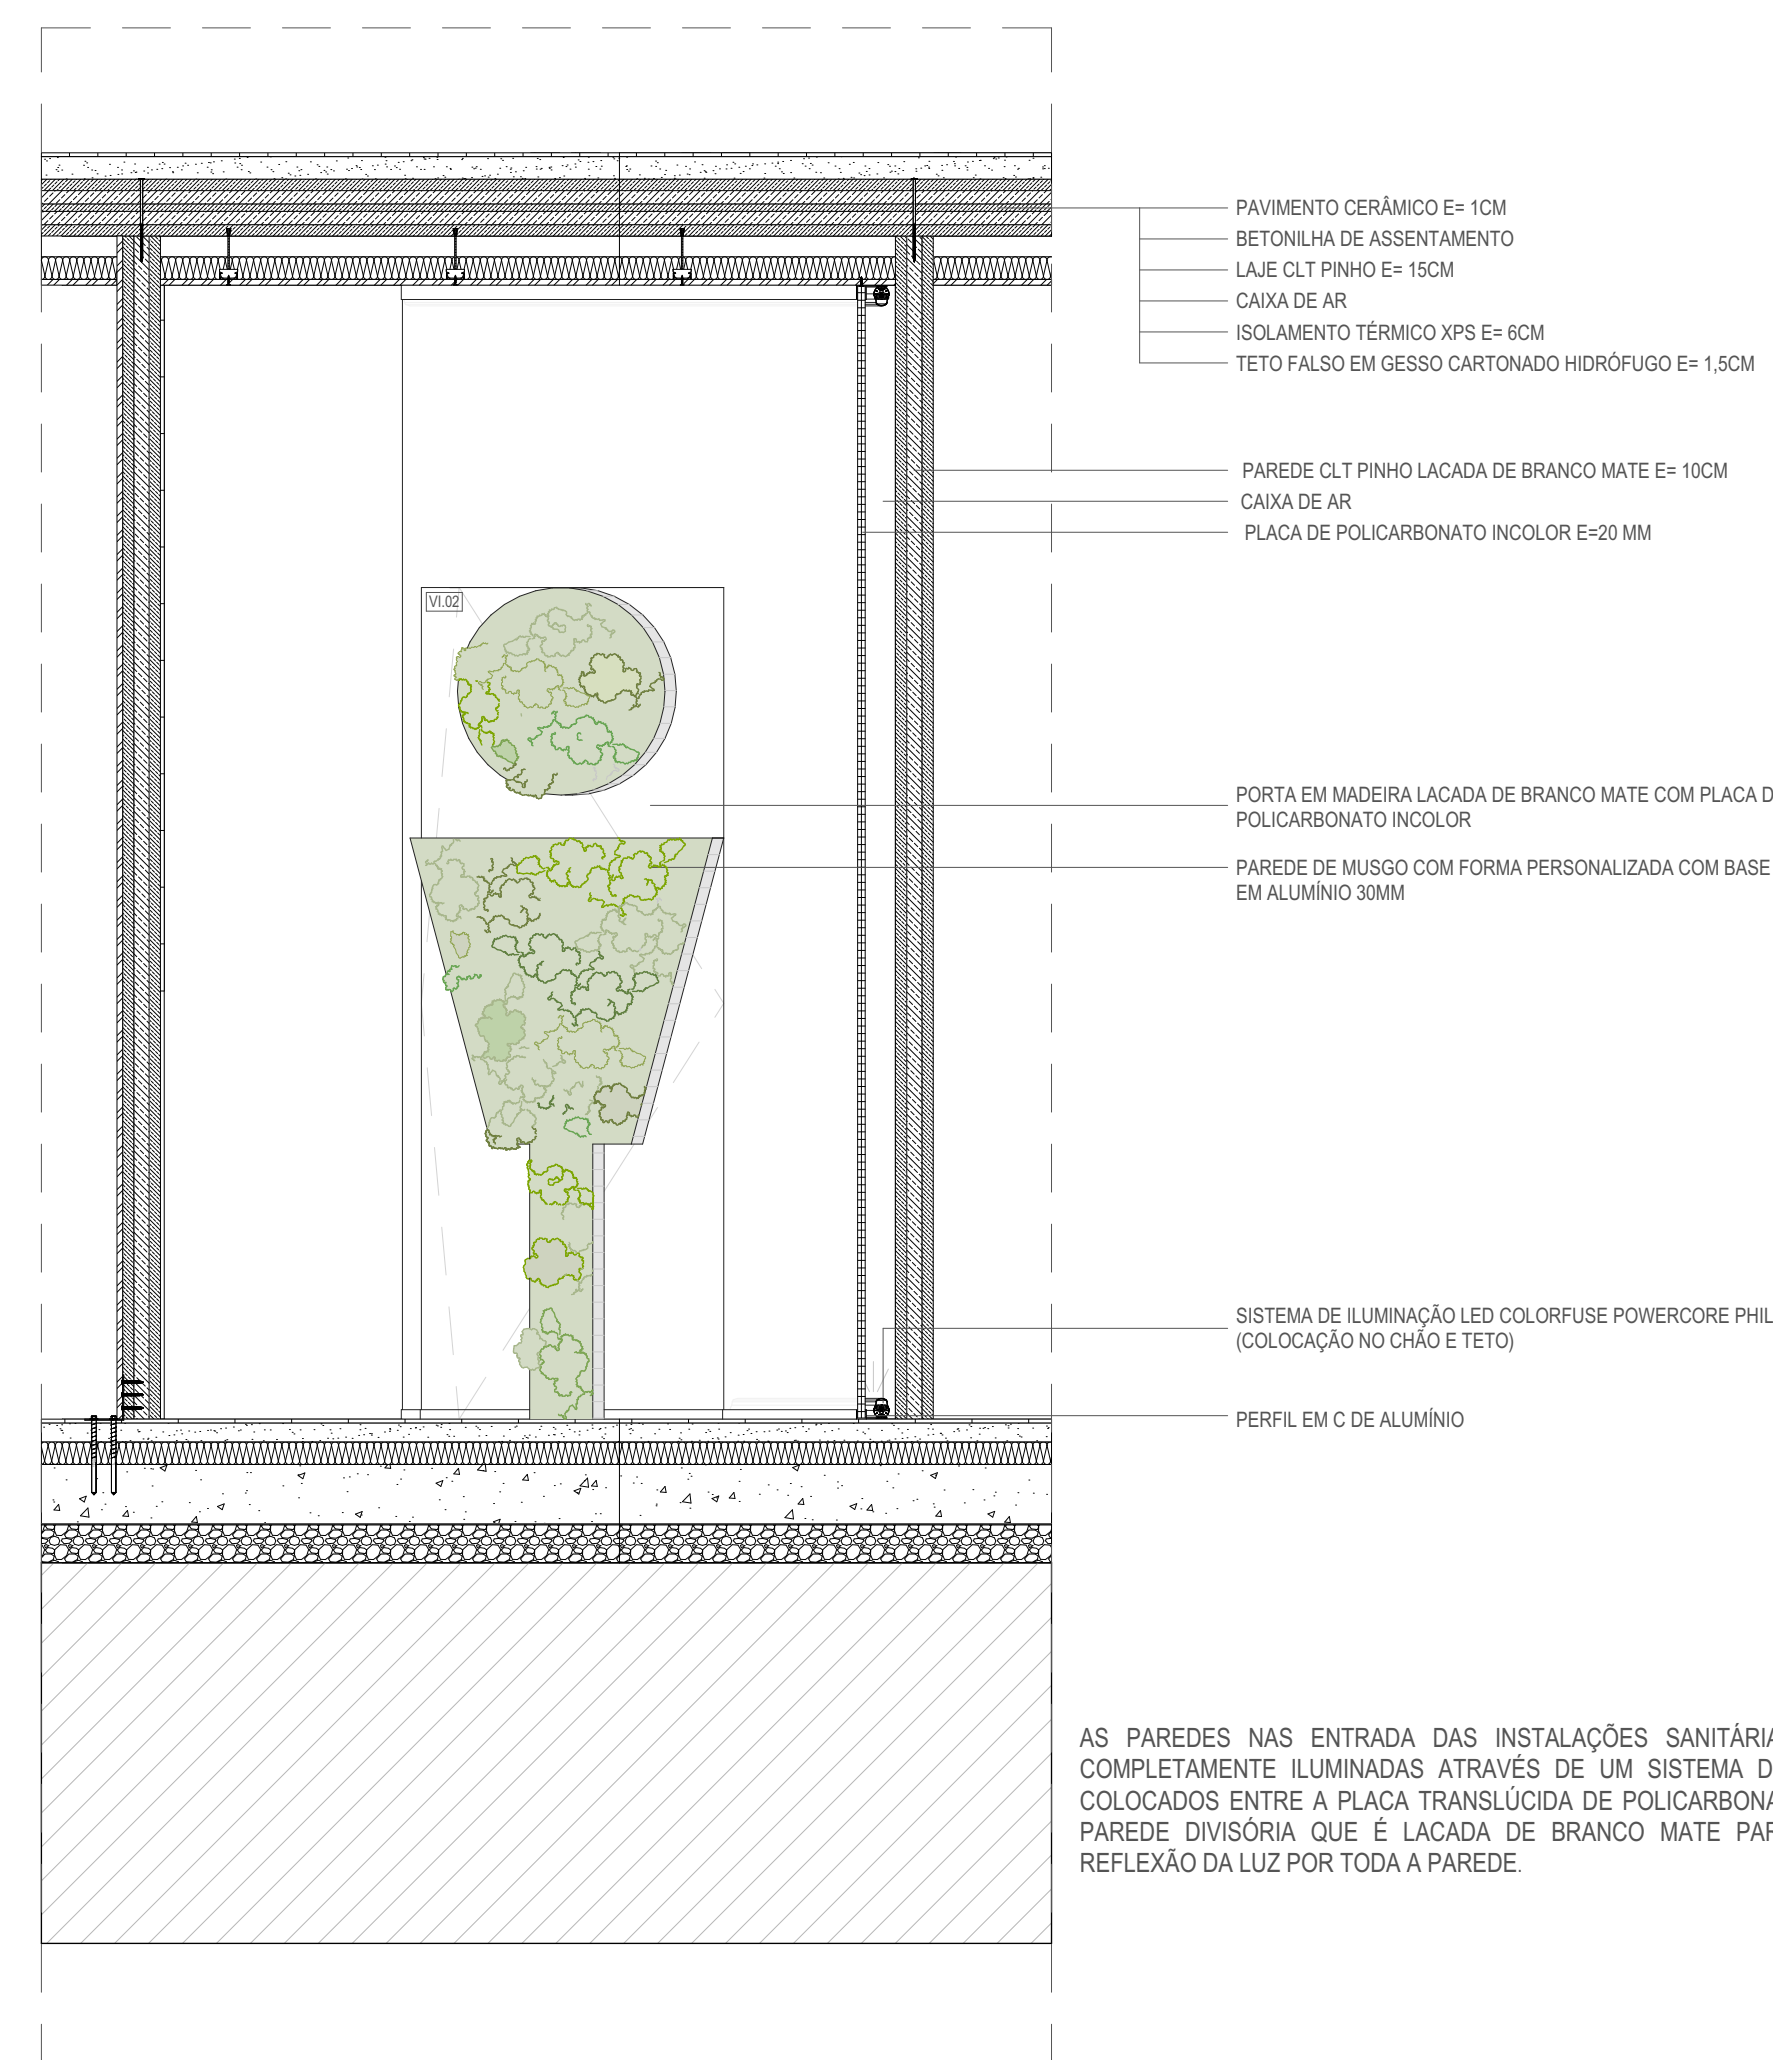 PAVIMENTO CERÂMICO E= 1CM
BETONILHA DE ASSENTAMENTO
LAJE CLT PINHO E= 15CM
CAIXA DE AR
ISOLAMENTO TÉRMICO XPS E= 6CM
TETO FALSO EM GESSO CARTONADO HIDRÓFUGO E= 1,5CM
PAREDE CLT PINHO LACADA DE BRANCO MATE E= 10CM
CAIXA DE AR
PLACA DE POLICARBONATO INCOLOR E=20 MM
VI.02
PORTA EM MADEIRA LACADA DE BRANCO MATE COM PLACA D
POLICARBONATO INCOLOR
PAREDE DE MUSGO COM FORMA PERSONALIZADA COM BASE
EM ALUMÍNIO 30MM
SISTEMA DE ILUMINAÇÃO LED COLORFUSE POWERCORE PHIL
(COLOCAÇÃO NO CHÃO E TETO)
PERFIL EM C DE ALUMÍNIO
AS PAREDES NAS ENTRADA DAS INSTALAÇÕES SANITÁRIA
COMPLETAMENTE ILUMINADAS ATRAVÉS DE UM SISTEMA D
COLOCADOS ENTRE A PLACA TRANSLÚCIDA DE POLICARBONA
PAREDE DIVISÓRIA QUE É LACADA DE BRANCO MATE PAR
REFLEXÃO DA LUZ POR TODA A PAREDE.